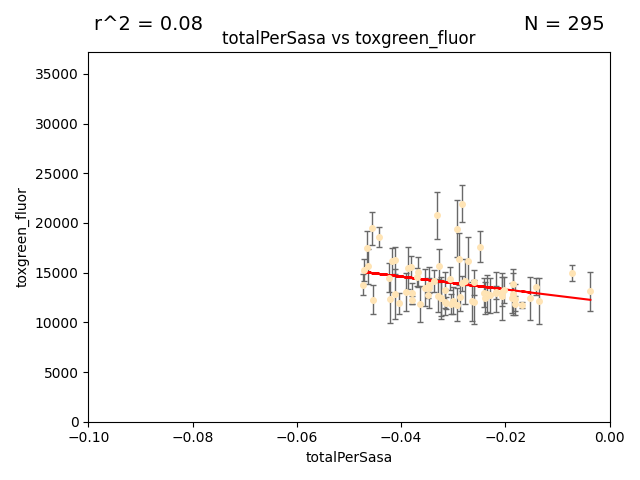 r^2 = 0.08
N = 295
totalPerSasa vs toxgreen_fluor
toxgreen_fluor
35000
30000
25000
20000
15000
10000
5000
0
−0.10
−0.08
−0.06
−0.04
−0.02
0.00
totalPerSasa